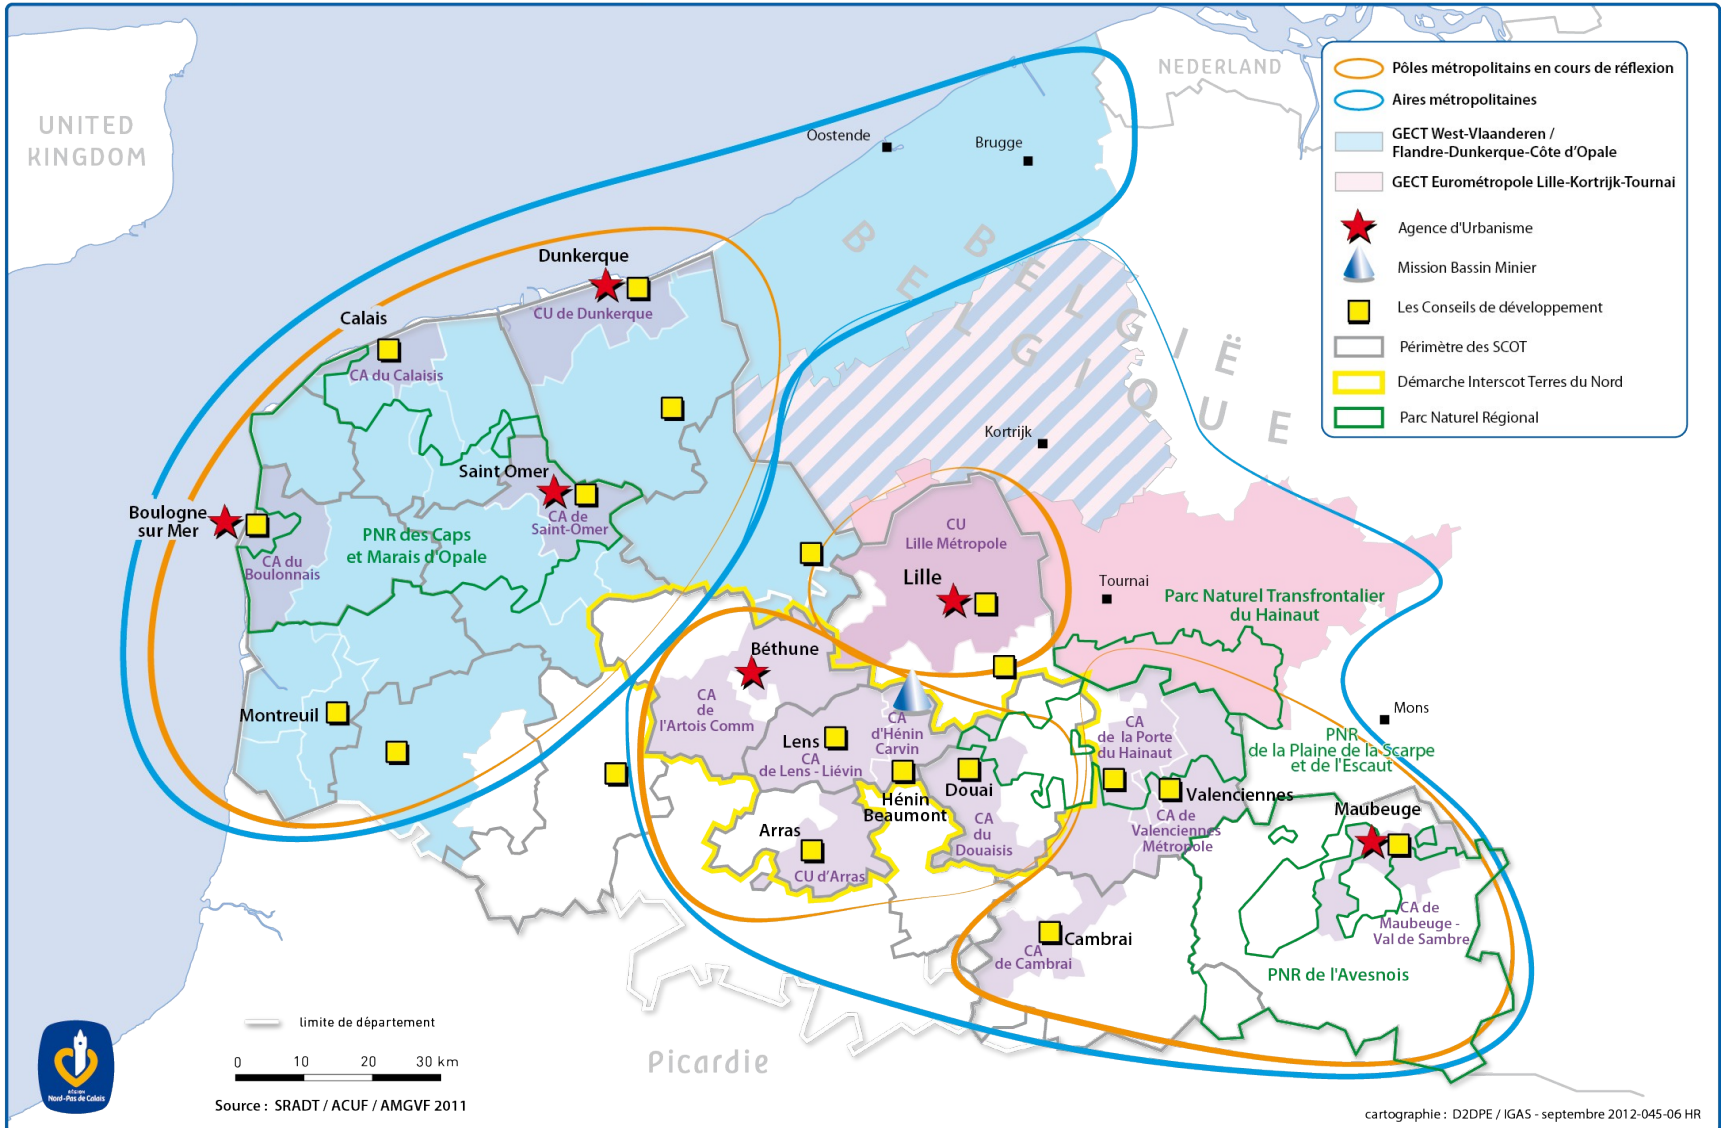 UNITED
KINGDOM
NEDERLAND
Pôles métropolitains en cours de réflexion
Aires métropolitaines
GECT West-Vlaanderen /
Flandre-Dunkerque-Côte d'Opale
GECT Eurométropole Lille-Kortrijk-Tournai
Agence d'Urbanisme
Mission Bassin Minier
Les Conseils de développement
Périmètre des SCOT
Démarche Interscot Terres du Nord
Parc Naturel Régional
Oostende
Brugge
BELGIË
BELGIQUE
Dunkerque
CU de Dunkerque
Calais
CA du Calaisis
Kortrijk
Saint Omer
CA de
Saint-Omer
Boulogne
sur Mer
CA du
Boulonnais
PNR des Caps
et Marais d'Opale
CU
Lille Métropole
Lille
Tournai
Parc Naturel Transfrontalier
du Hainaut
Béthune
CA
de
l'Artois Comm
Montreuil
Mons
CA
d'Hénin
Carvin
CA
de la Porte
du Hainaut
PNR
de la Plaine de la Scarpe
et de l'Escaut
Lens
CA
de Lens - Liévin
Hénin
Beaumont
Douai
CA
du
Douaisis
Valenciennes
CA de
Valenciennes
Métropole
Maubeuge
Arras
CU d'Arras
CA de
Maubeuge -
Val de Sambre
Cambrai
CA
de Cambrai
PNR de l'Avesnois
limite de département
0 10 20 30 km
Picardie
RÉGION
Nord-Pas de Calais
Source : SRADT / ACUF / AMGVF 2011
cartographie : D2DPE / IGAS - septembre 2012-045-06 HR